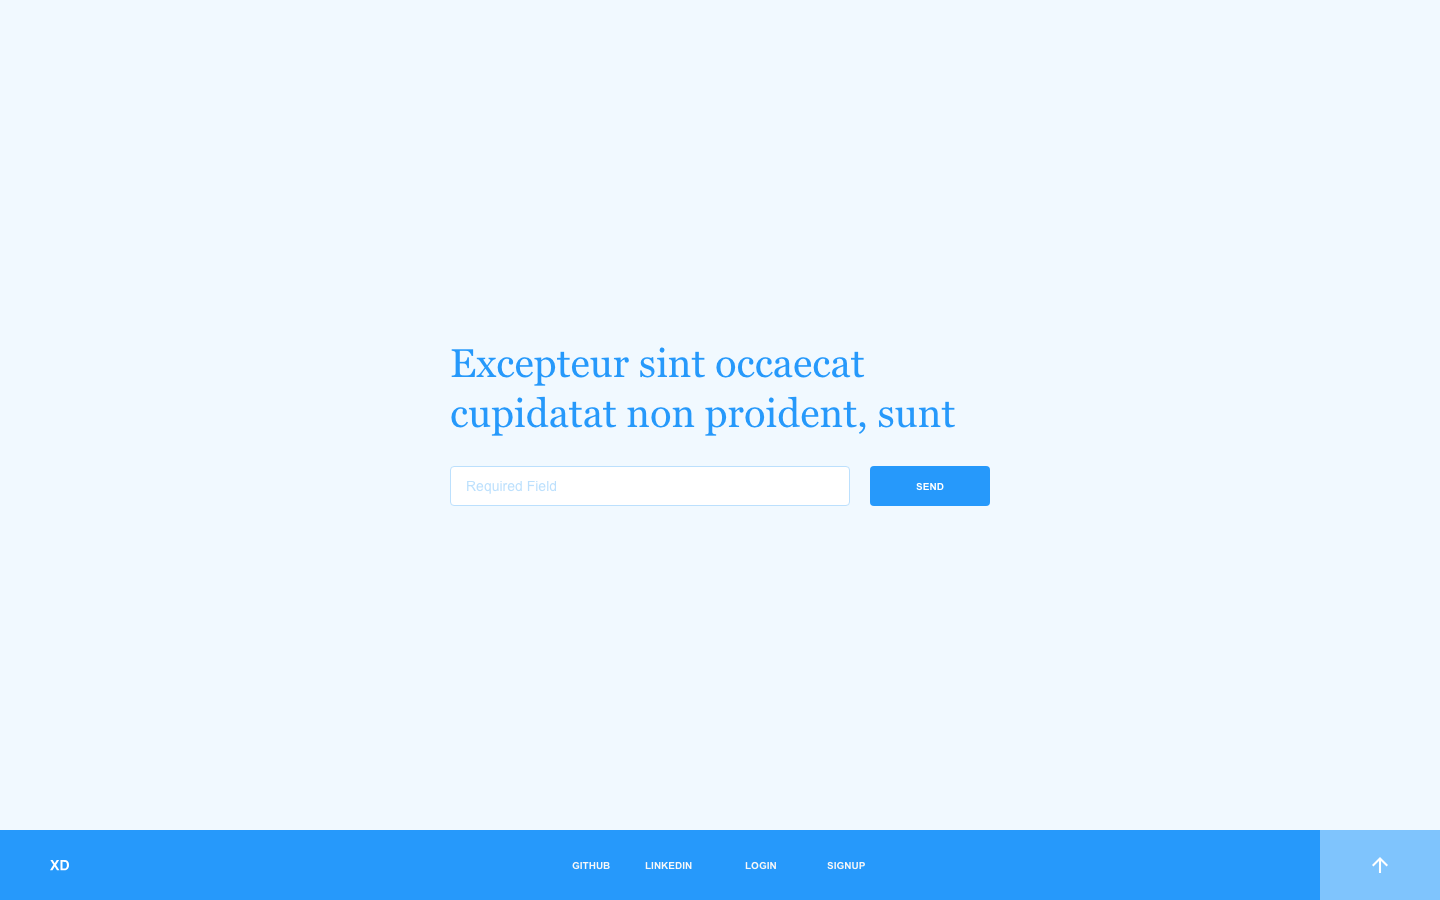 Excepteur sint occaecat
cupidatat non proident, sunt
Required Field
SEND
XD
GITHUB
LINKEDIN
LOGIN
SIGNUP